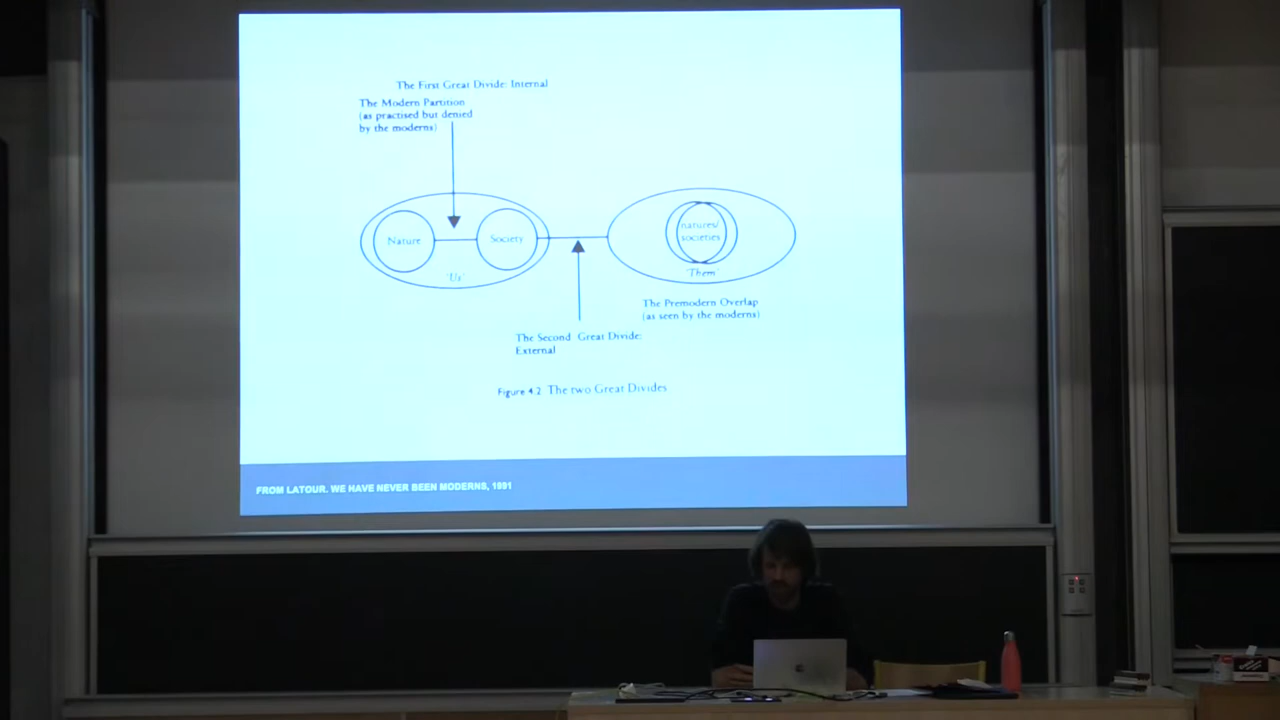 The First Great Divide: Internal
The Modern Partition
(as practised but denied
by the moderns)
Nature
Society
'Us'
natures/
societies
'Them'
The Premodern Overlap
(as seen by the moderns)
The Second Great Divide:
External
Figure 4.2 The two Great Divides
FROM LATOUR. WE HAVE NEVER BEEN MODERNS, 1991